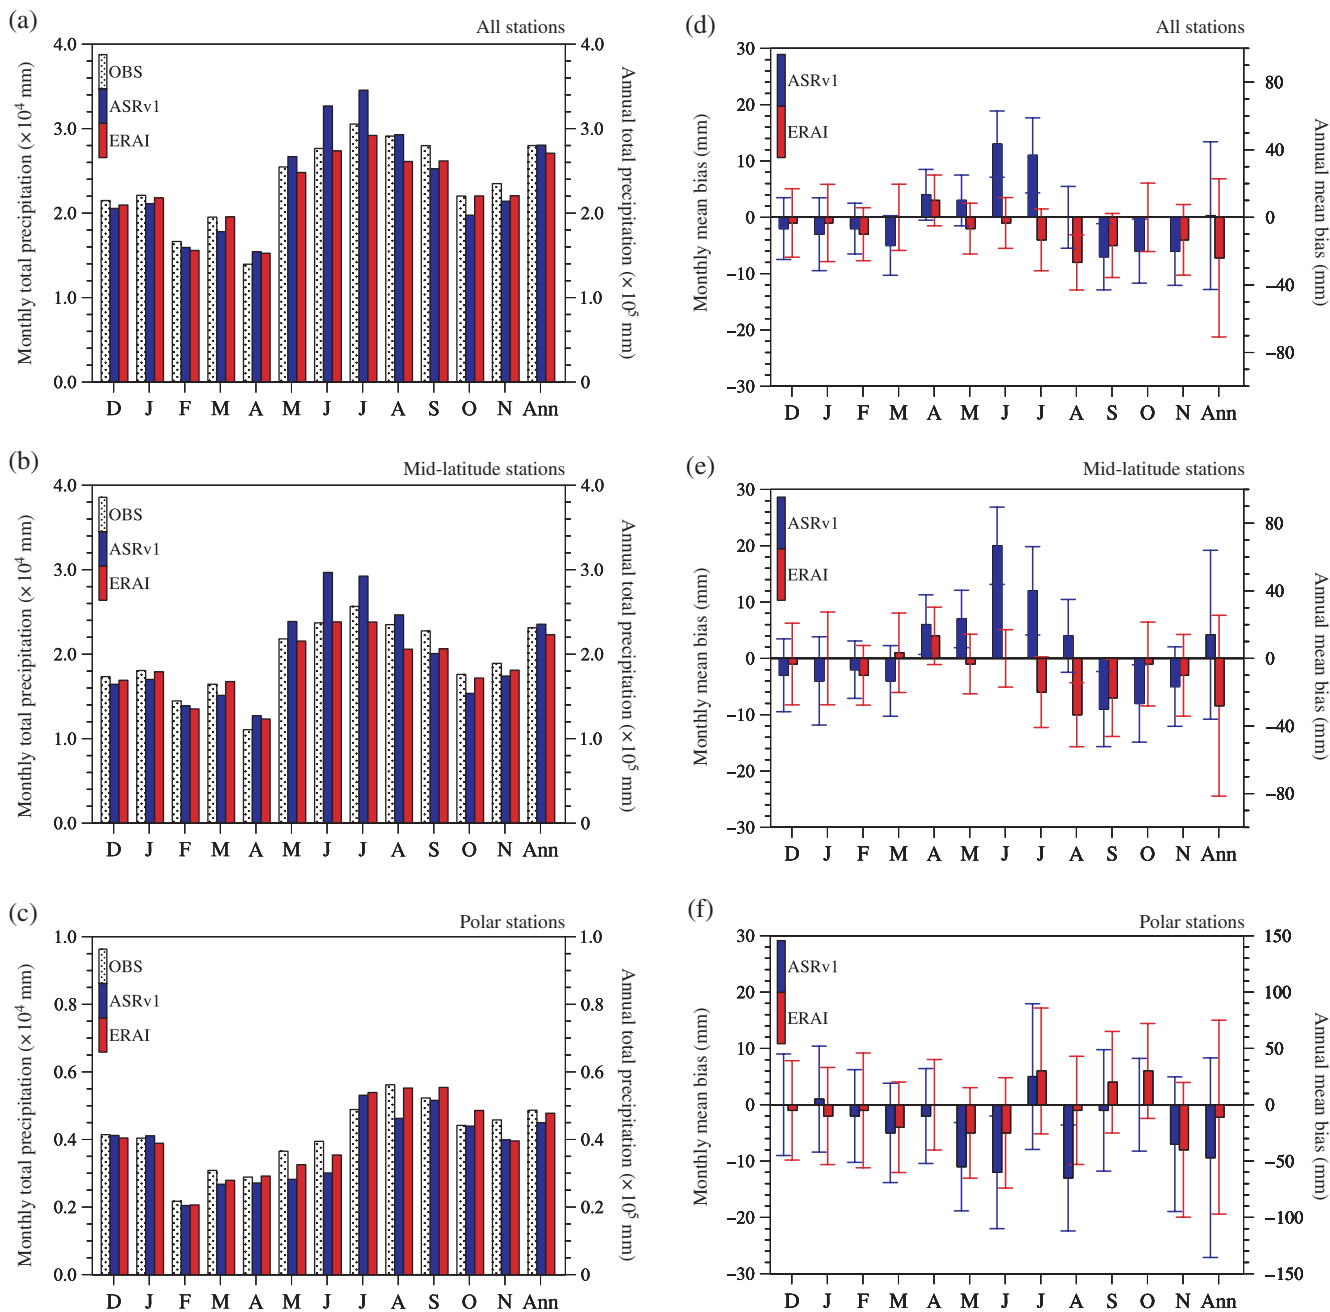 (a)
All stations
4.0
3.0
2.0
1.0
0.0
Monthly total precipitation (× 10⁴ mm)
OBS
ASRv1
ERAI
4.0
3.0
2.0
1.0
0
Annual total precipitation (× 10⁵ mm)
D J F M A M J J A S O N Ann
(d)
All stations
30
20
10
0
−10
−20
−30
Monthly mean bias (mm)
ASRv1
ERAI
80
40
0
−40
−80
Annual mean bias (mm)
D J F M A M J J A S O N Ann
(b)
Mid-latitude stations
4.0
3.0
2.0
1.0
0.0
Monthly total precipitation (× 10⁴ mm)
OBS
ASRv1
ERAI
4.0
3.0
2.0
1.0
0
Annual total precipitation (× 10⁵ mm)
D J F M A M J J A S O N Ann
(e)
Mid-latitude stations
30
20
10
0
−10
−20
−30
Monthly mean bias (mm)
ASRv1
ERAI
80
40
0
−40
−80
Annual mean bias (mm)
D J F M A M J J A S O N Ann
(c)
Polar stations
1.0
0.8
0.6
0.4
0.2
0.0
Monthly total precipitation (× 10⁴ mm)
OBS
ASRv1
ERAI
1.0
0.8
0.6
0.4
0.2
0
Annual total precipitation (× 10⁵ mm)
D J F M A M J J A S O N Ann
(f)
Polar stations
30
20
10
0
−10
−20
−30
Monthly mean bias (mm)
ASRv1
ERAI
150
100
50
0
−50
−100
−150
Annual mean bias (mm)
D J F M A M J J A S O N Ann